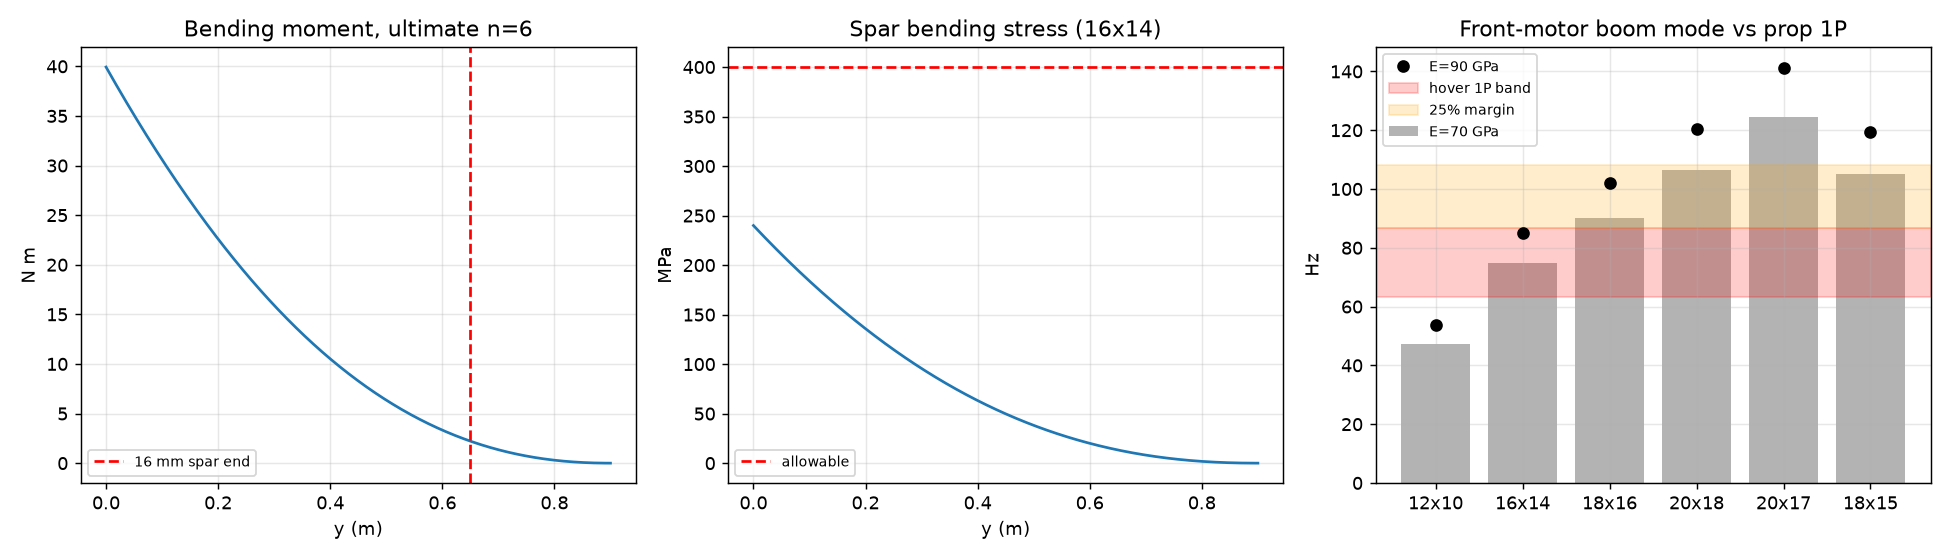 Bending moment, ultimate n=6
N m
40
35
30
25
20
15
10
5
0
16 mm spar end
0.0 0.2 0.4 0.6 0.8
y (m)
Spar bending stress (16x14)
MPa
400
350
300
250
200
150
100
50
0
allowable
0.0 0.2 0.4 0.6 0.8
y (m)
Front-motor boom mode vs prop 1P
Hz
140
120
100
80
60
40
20
0
E=90 GPa
hover 1P band
25% margin
E=70 GPa
12x10 16x14 18x16 20x18 20x17 18x15